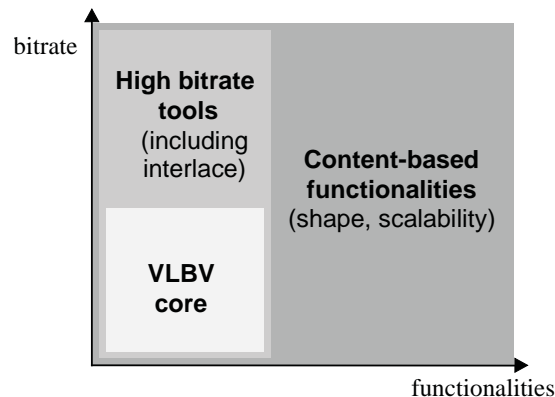 bitrate
High bitrate
tools
(including
interlace)
Content-based
functionalities
(shape, scalability)
VLBV
core
functionalities